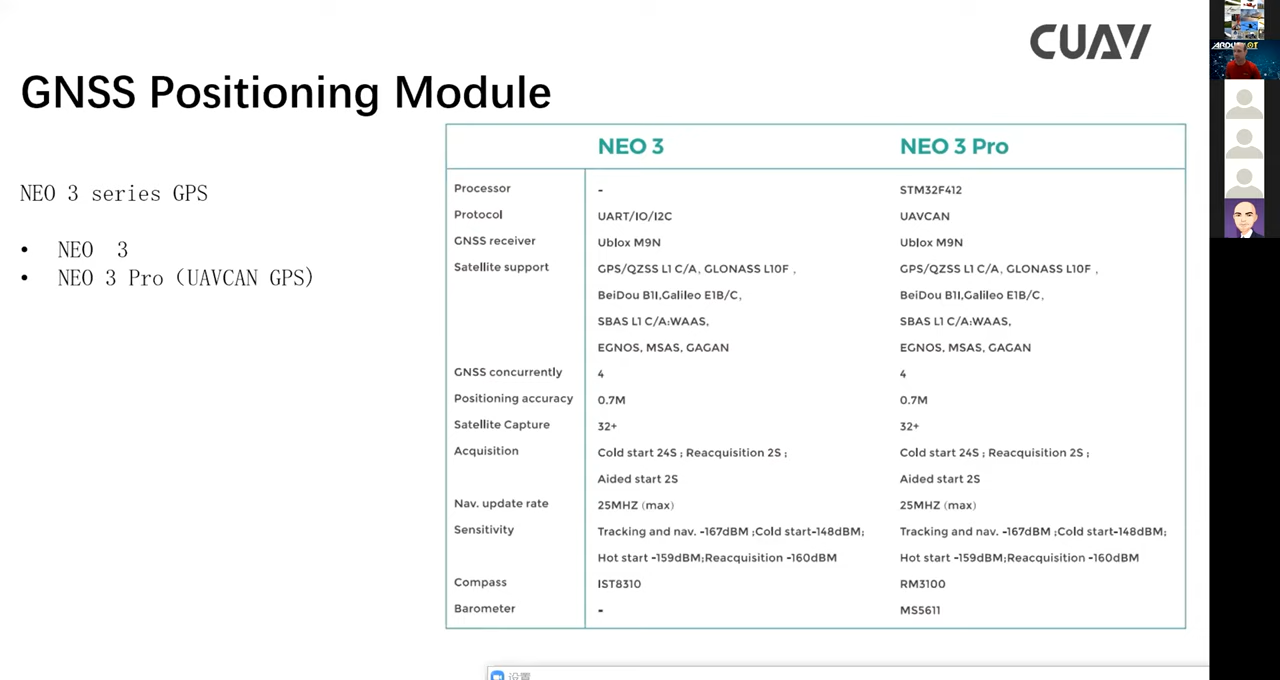 CUAV
GNSS Positioning Module
NEO 3 series GPS
• NEO 3
• NEO 3 Pro (UAVCAN GPS)
NEO 3 NEO 3 Pro
Processor - STM32F412
Protocol UART/IO/I2C UAVCAN
GNSS receiver Ublox M9N Ublox M9N
Satellite support GPS/QZSS L1 C/A, GLONASS L10F , GPS/QZSS L1 C/A, GLONASS L10F ,
BeiDou B1I,Galileo E1B/C, BeiDou B1I,Galileo E1B/C,
SBAS L1 C/A:WAAS, SBAS L1 C/A:WAAS,
EGNOS, MSAS, GAGAN EGNOS, MSAS, GAGAN
GNSS concurrently 4 4
Positioning accuracy 0.7M 0.7M
Satellite Capture 32+ 32+
Acquisition Cold start 24S ; Reacquisition 2S ; Cold start 24S ; Reacquisition 2S ;
Aided start 2S Aided start 2S
Nav. update rate 25MHZ (max) 25MHZ (max)
Sensitivity Tracking and nav. -167dBM ;Cold start-148dBM; Tracking and nav. -167dBM ;Cold start-148dBM;
Hot start -159dBM;Reacquisition -160dBM Hot start -159dBM;Reacquisition -160dBM
Compass IST8310 RM3100
Barometer - MS5611
设置